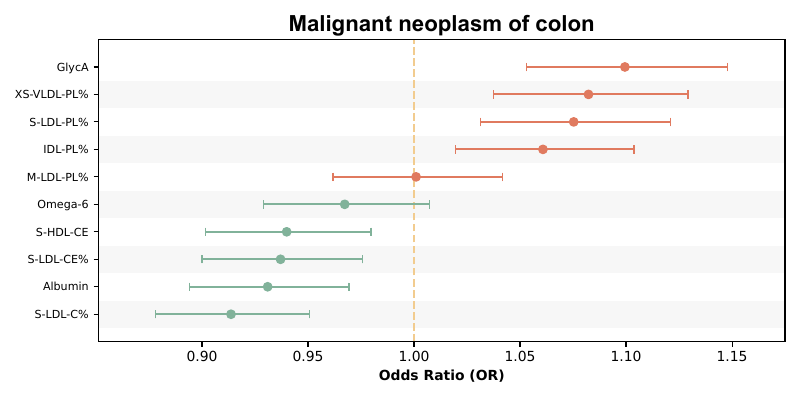 Malignant neoplasm of colon
GlycA
XS-VLDL-PL%
S-LDL-PL%
IDL-PL%
M-LDL-PL%
Omega-6
S-HDL-CE
S-LDL-CE%
Albumin
S-LDL-C%
0.90 0.95 1.00 1.05 1.10 1.15
Odds Ratio (OR)